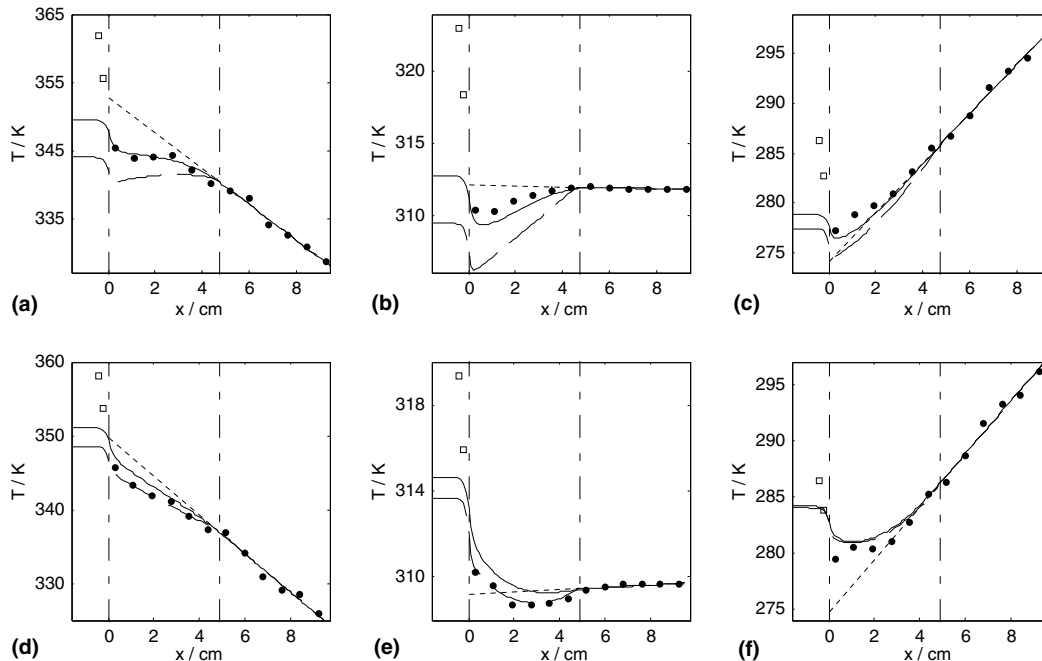 365
355
345
335
T / K
0 2 4 6 8
x / cm
(a)
320
315
310
T / K
0 2 4 6 8
x / cm
(b)
295
290
285
280
275
T / K
0 2 4 6 8
x / cm
(c)
360
350
340
330
T / K
0 2 4 6 8
x / cm
(d)
318
314
310
T / K
0 2 4 6 8
x / cm
(e)
295
290
285
280
275
T / K
0 2 4 6 8
x / cm
(f)